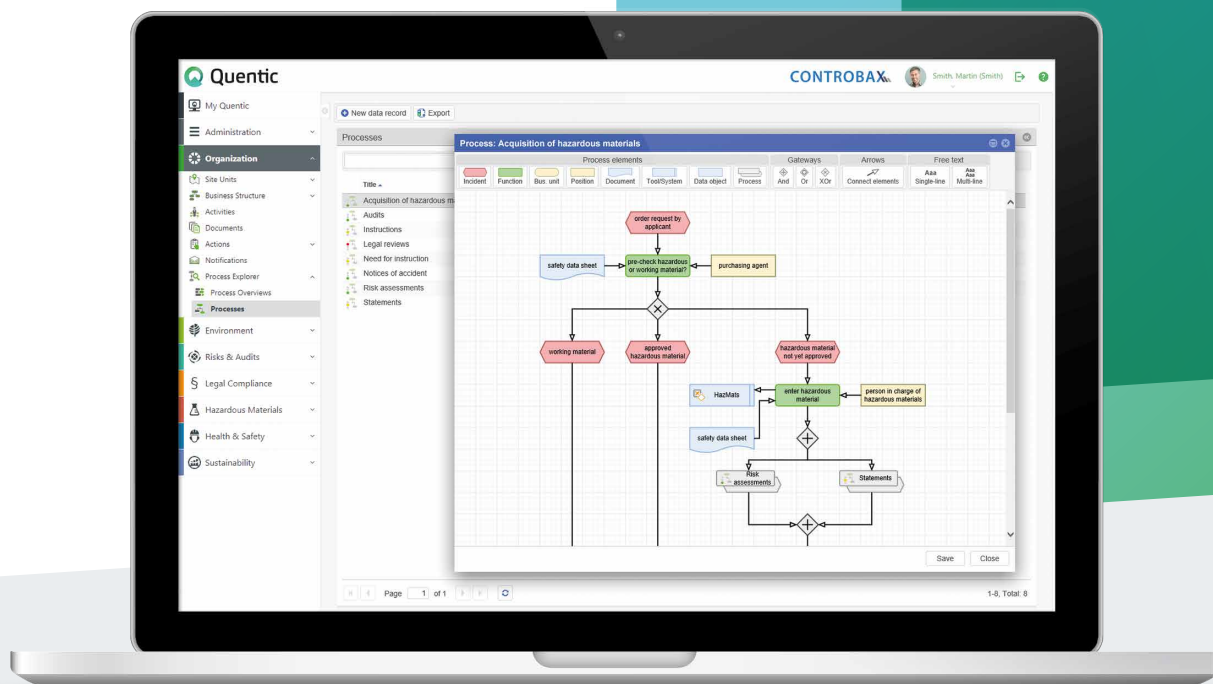 Quentic
CONTROBAX
Smith, Martin (Smith)
?
My Quentic
Administration
Organization
Site Units
Business Structure
Activities
Documents
Actions
Notifications
Process Explorer
Process Overviews
Processes
Environment
Risks & Audits
§ Legal Compliance
Hazardous Materials
Health & Safety
Sustainability
New data record
Export
Processes
Title
Acquisition of hazardous m
Audits
Instructions
Legal reviews
Need for instruction
Notices of accident
Risk assessments
Statements
Process: Acquisition of hazardous materials
Process elements
Gateways
Arrows
Free text
Incident
Function
Bus. unit
Position
Document
Tool/System
Data object
Process
And
Or
XOr
Connect elements
Aaa
Single-line
Aaa
Aaa
Multi-line
order request by
applicant
safety data sheet
pre-check hazardous
or working material?
purchasing agent
working material
approved
hazardous material
hazardous material
not yet approved
HazMats
enter hazardous
material
person in charge of
hazardous materials
safety data sheet
Risk
assessments
Statements
Save
Close
Page 1 of 1
1-8, Total: 8